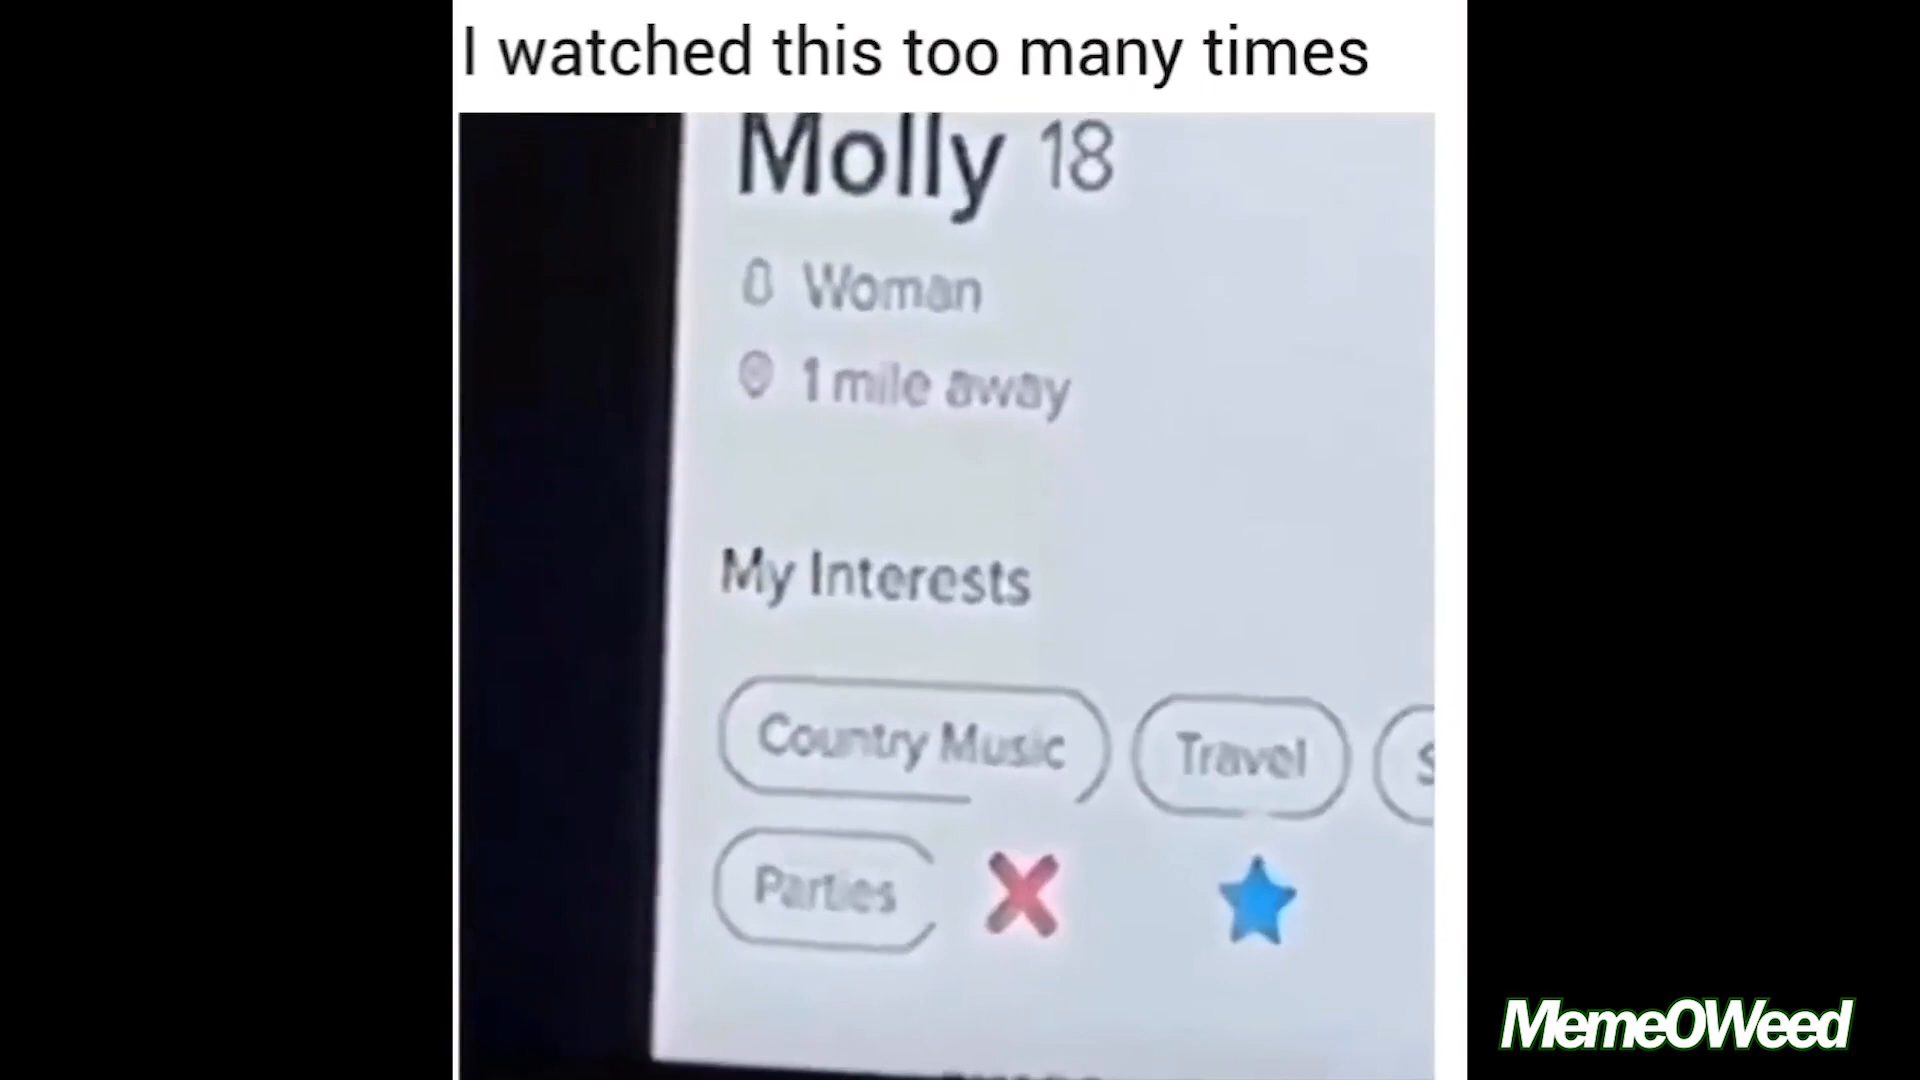 I watched this too many times
Molly 18
Woman
1 mile away
My Interests
Country Music
Travel
S
Parties
MemeOWeed